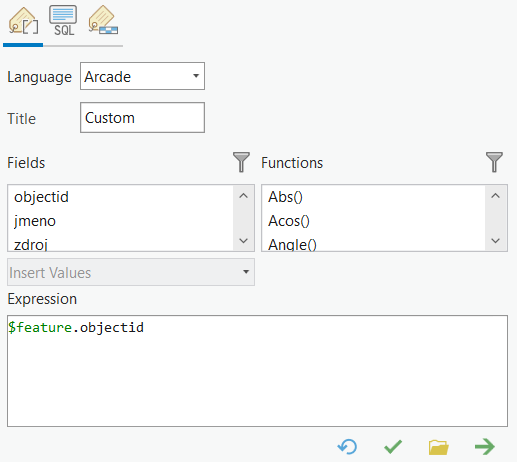 SQL
Language Arcade
Title Custom
Fields Functions
objectid Abs()
jmeno Acos()
zdroj Angle()
Insert Values
Expression
$feature.objectid